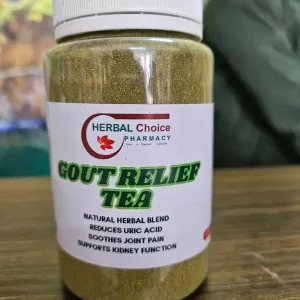 HERBAL Choice
PHARMACY
GOUT RELIEF
TEA
NATURAL HERBAL BLEND
REDUCES URIC ACID
SOOTHES JOINT PAIN
SUPPORTS KIDNEY FUNCTION